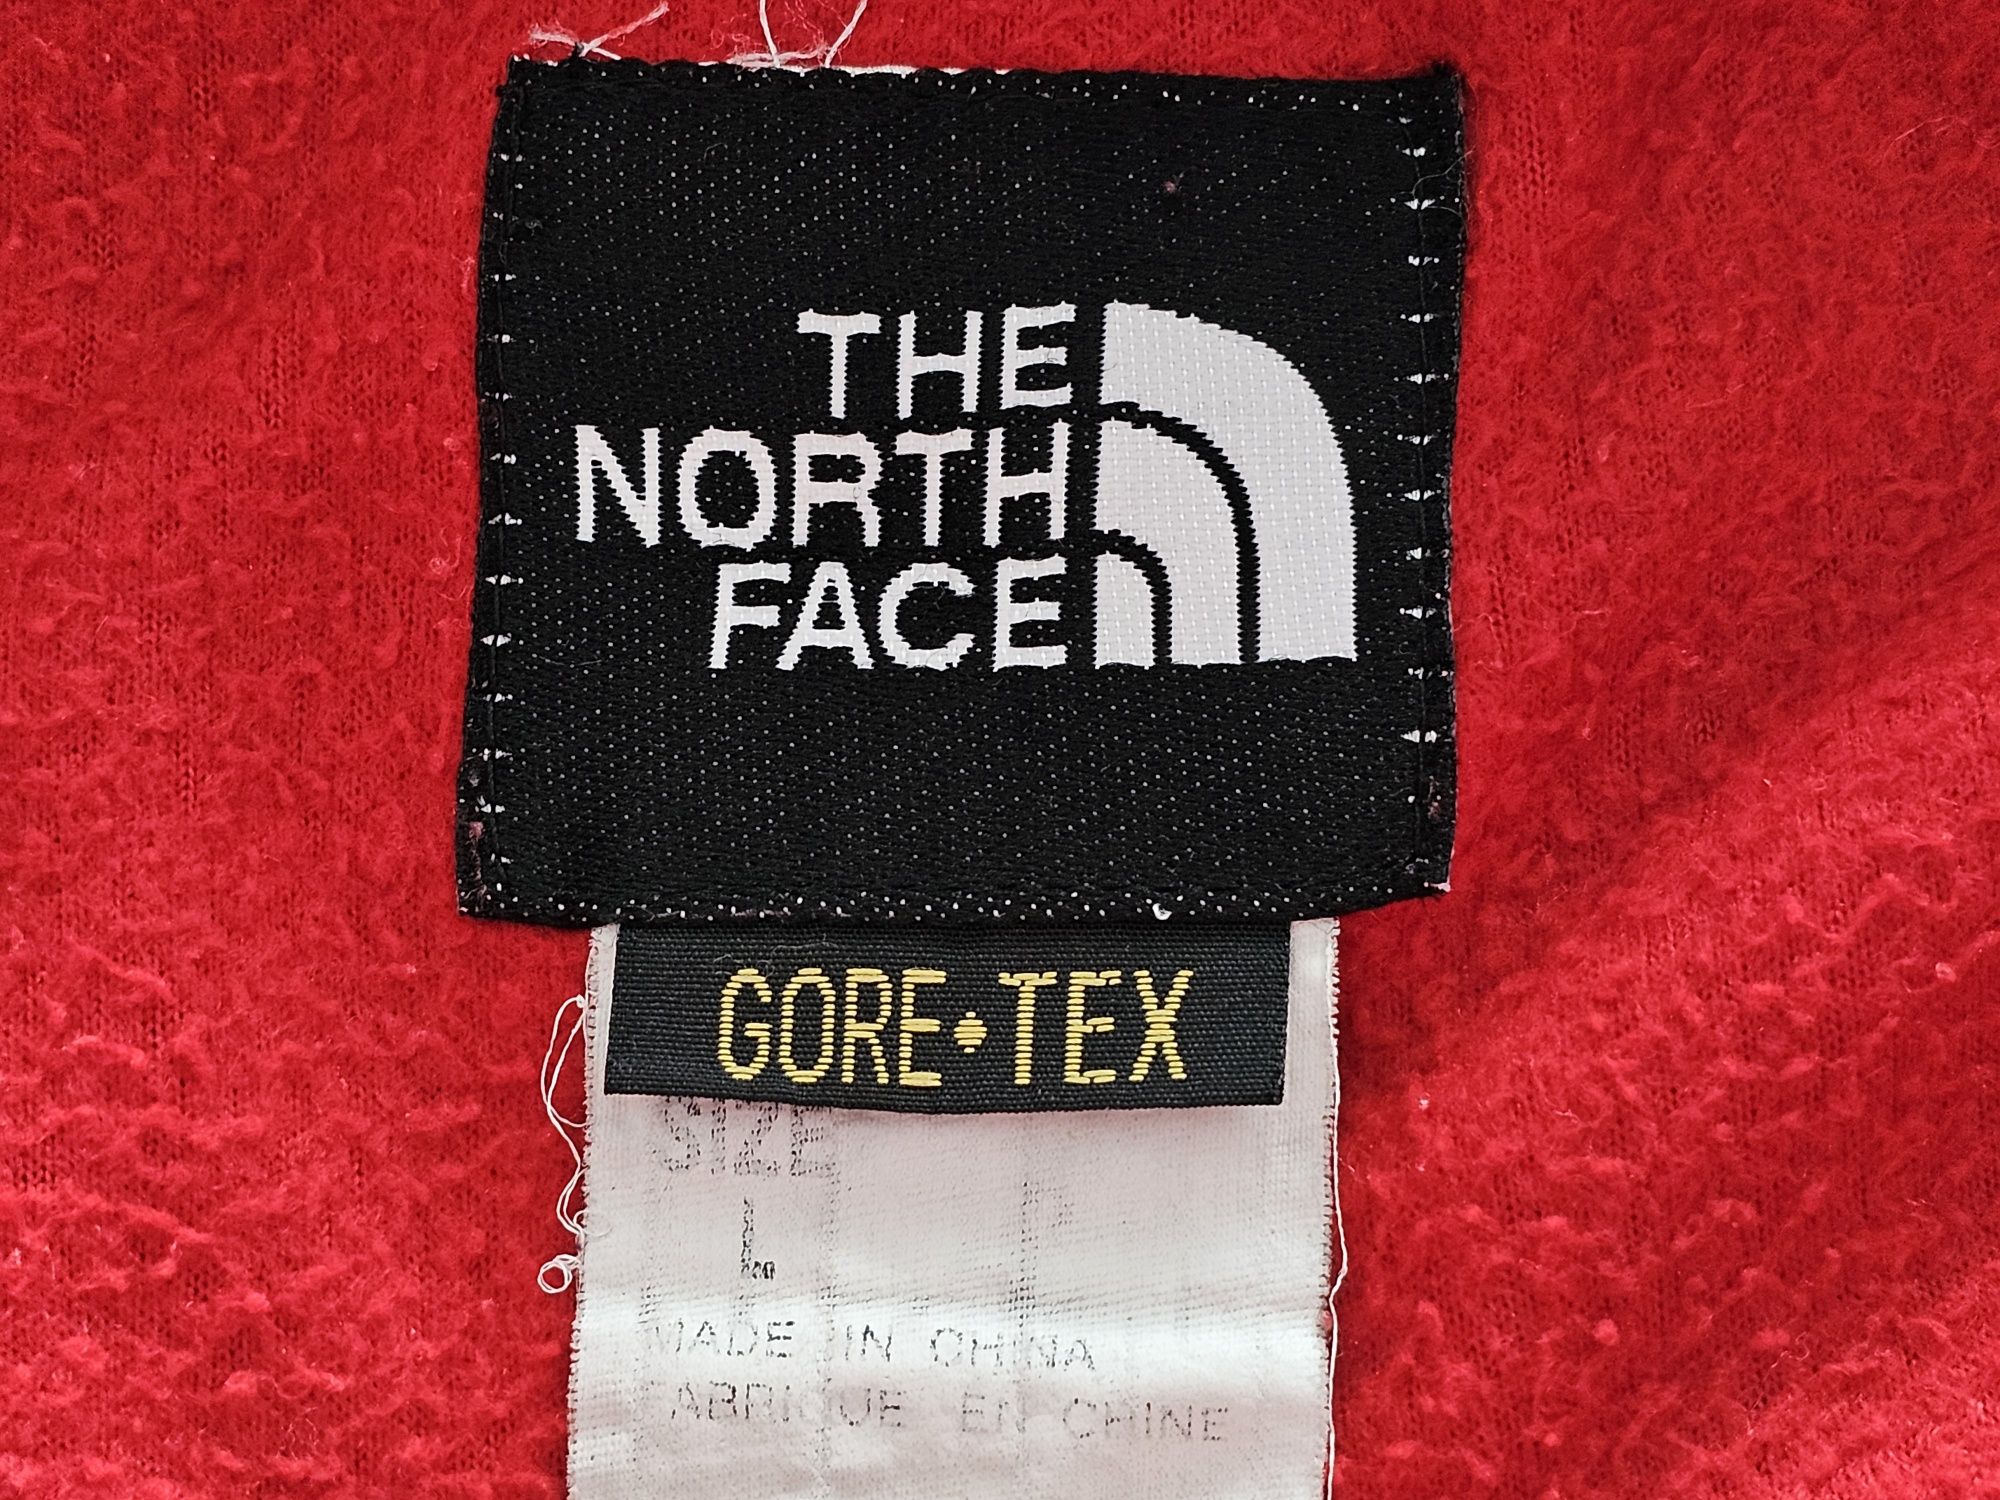 THE
NORTH
FACE
GORE-TEX
SIZE
L
MADE IN CHINA
FABRIQUE EN CHINE